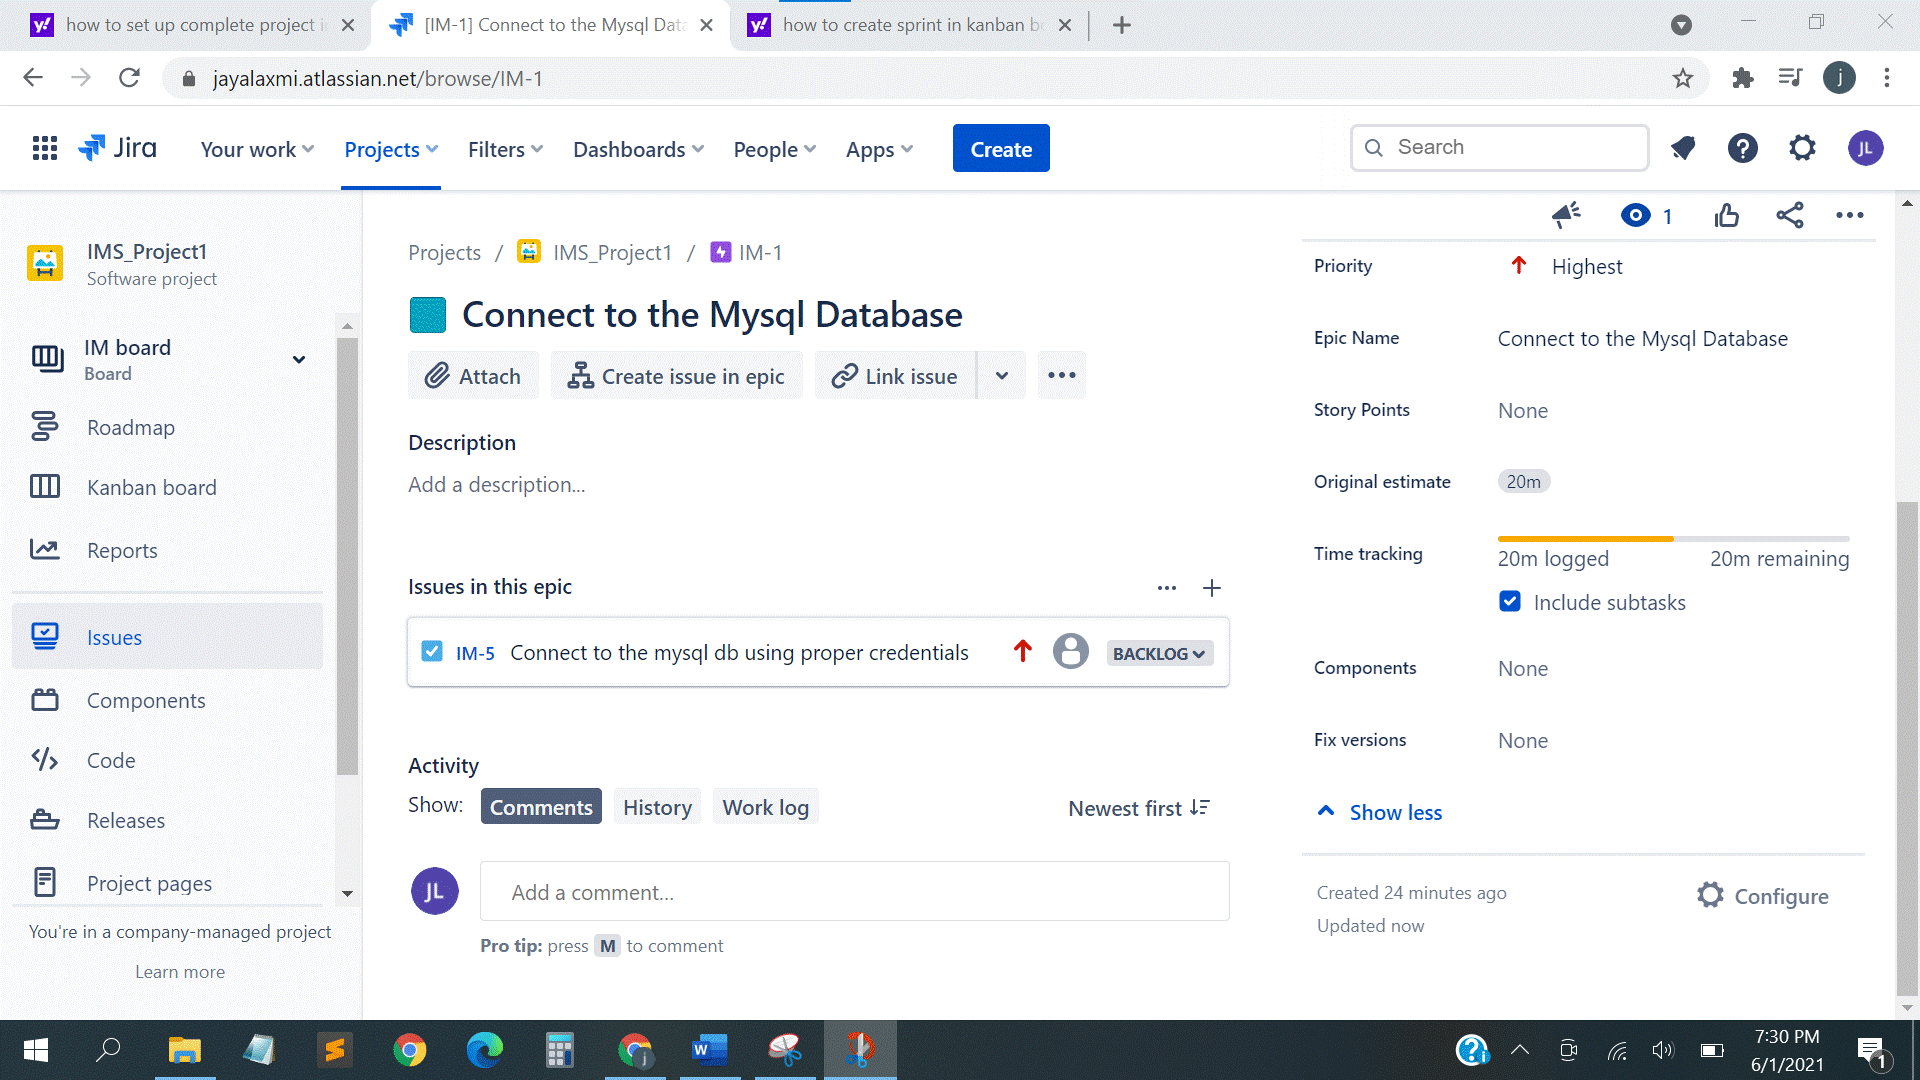 how to set up complete project i
[IM-1] Connect to the Mysql Data
how to create sprint in kanban bo
jayalaxmi.atlassian.net/browse/IM-1
j
Jira
Your work
Projects
Filters
Dashboards
People
Apps
Create
Search
JL
IMS_Project1
Software project
IM board
Board
Roadmap
Kanban board
Reports
Issues
Components
Code
Releases
Project pages
You're in a company-managed project
Learn more
Projects / IMS_Project1 / IM-1
1
Connect to the Mysql Database
Attach
Create issue in epic
Link issue
Description
Add a description...
Issues in this epic
IM-5 Connect to the mysql db using proper credentials BACKLOG
Activity
Show: Comments History Work log Newest first
JL
Add a comment...
Pro tip: press M to comment
Priority Highest
Epic Name Connect to the Mysql Database
Story Points None
Original estimate 20m
Time tracking 20m logged 20m remaining
Include subtasks
Components None
Fix versions None
Show less
Created 24 minutes ago
Updated now
Configure
7:30 PM
6/1/2021
1